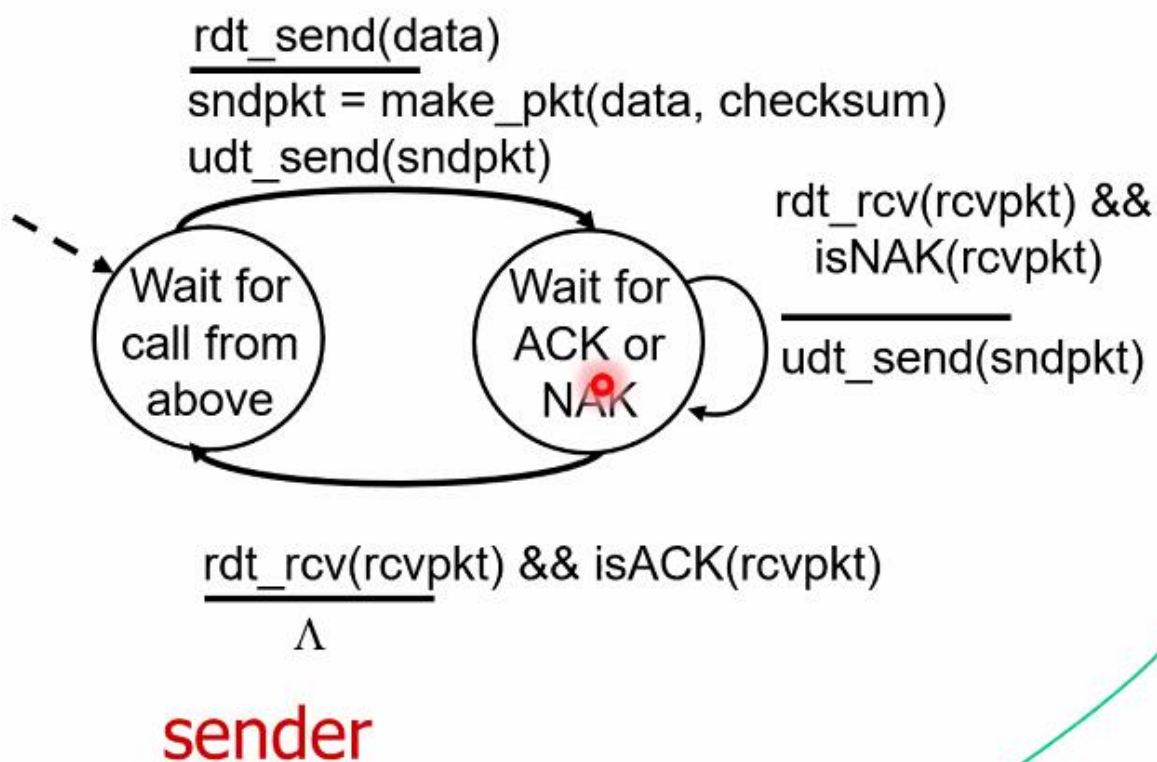 rdt_send(data)
sndpkt = make_pkt(data, checksum)
udt_send(sndpkt)
rdt_rcv(rcvpkt) &&
isNAK(rcvpkt)
udt_send(sndpkt)
Wait for
call from
above
Wait for
ACK or
NAK
rdt_rcv(rcvpkt) && isACK(rcvpkt)
Λ
sender